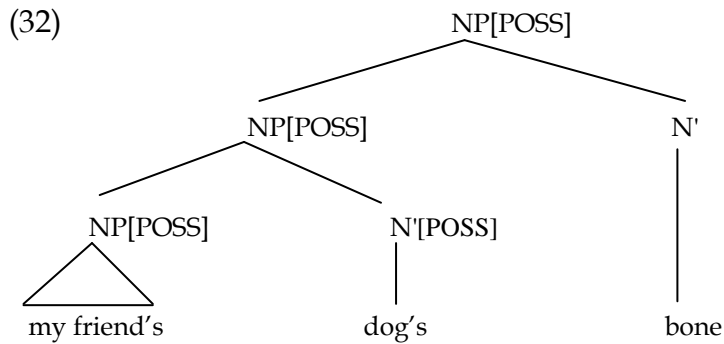 (32)
NP[POSS]
NP[POSS] N'
NP[POSS] N'[POSS]
my friend's dog's bone